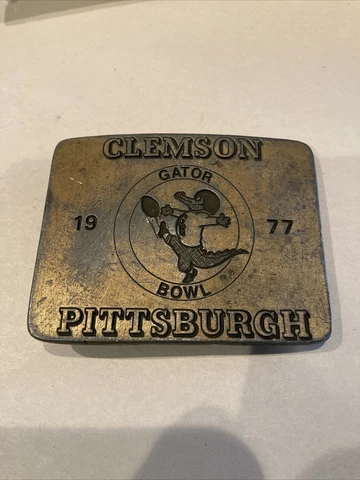 CLEMSON
GATOR
19 77
BOWL
PITTSBURGH